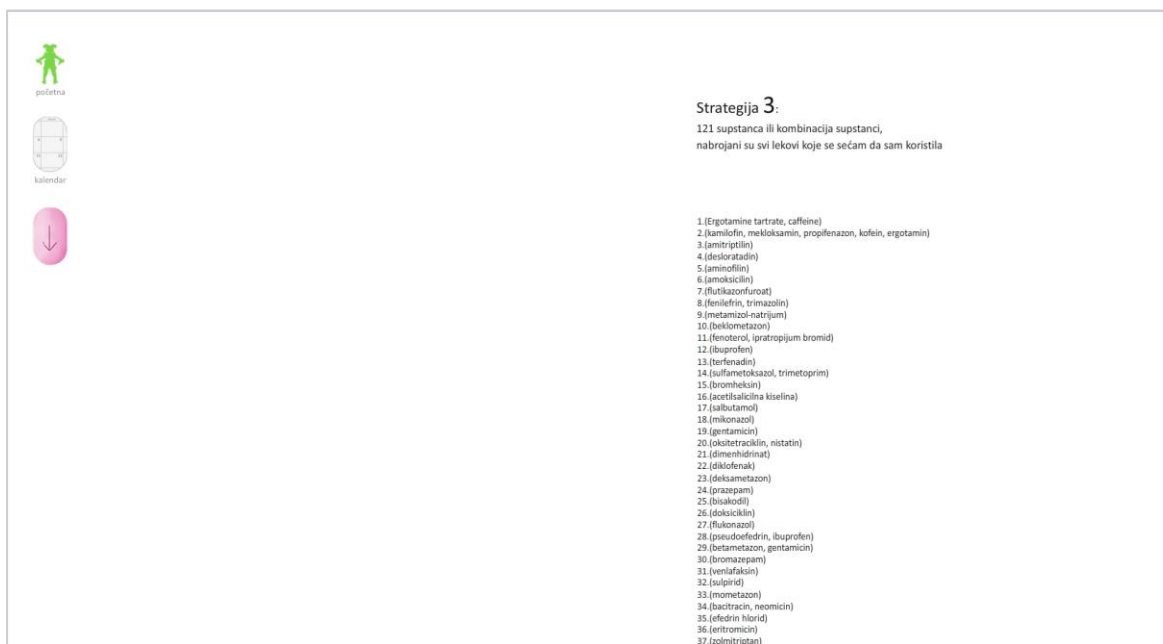 početna
kalendar
Strategija 3:
121 supstanca ili kombinacija supstanci,
nabrojani su svi lekovi koje se sećam da sam koristila
1.(Ergotamine tartrate, caffeine)
2.(kamilofin, mekloksamin, propifenazon, kofein, ergotamin)
3.(amitriptilin)
4.(desloratadin)
5.(aminofilin)
6.(amoksicilin)
7.(flutikazonfuroat)
8.(fenilefrin, trimazolin)
9.(metamizol-natrijum)
10.(beklometazon)
11.(fenoterol, ipratropijum bromid)
12.(ibuprofen)
13.(terfenadin)
14.(sulfametoksazol, trimetoprim)
15.(bromheksin)
16.(acetilsalicilna kiselina)
17.(salbutamol)
18.(mikonazol)
19.(gentamicin)
20.(oksitetraciklin, nistatin)
21.(dimenhidrinat)
22.(diklofenak)
23.(deksametazon)
24.(prazepam)
25.(bisakodil)
26.(doksiciklin)
27.(flukonazol)
28.(pseudoefedrin, ibuprofen)
29.(betametazon, gentamicin)
30.(bromazepam)
31.(venlafaksin)
32.(sulpirid)
33.(mometazon)
34.(bacitracin, neomicin)
35.(efedrin hlorid)
36.(eritromicin)
37.(zolmitriptan)